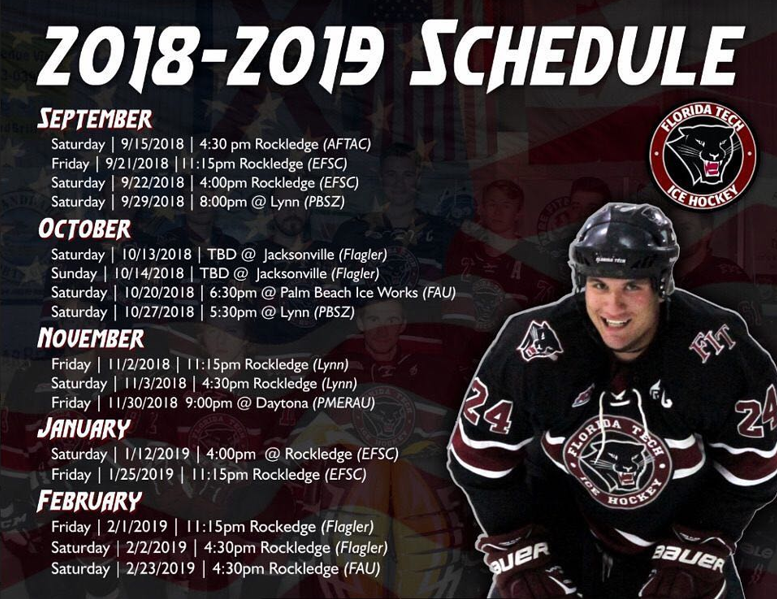 2018-2019 SCHEDULE
SEPTEMBER
Saturday | 9/15/2018 | 4:30 pm Rockledge (AFTAC)
Friday | 9/21/2018 |11:15pm Rockledge (EFSC)
Saturday | 9/22/2018 | 4:00pm Rockledge (EFSC)
Saturday | 9/29/2018 | 8:00pm @ Lynn (PBSZ)
FLORIDA TECH
ICE HOCKEY
OCTOBER
Saturday | 10/13/2018 | TBD @ Jacksonville (Flagler)
Sunday | 10/14/2018 | TBD @ Jacksonville (Flagler)
Saturday | 10/20/2018 | 6:30pm @ Palm Beach Ice Works (FAU)
Saturday | 10/27/2018 | 5:30pm @ Lynn (PBSZ)
NOVEMBER
Friday | 11/2/2018 | 11:15pm Rockledge (Lynn)
Saturday | 11/3/2018 | 4:30pm Rockledge (Lynn)
Friday | 11/30/2018 9:00pm @ Daytona (PMERAU)
JANUARY
Saturday | 1/12/2019 | 4:00pm @ Rockledge (EFSC)
Friday | 1/25/2019 | 11:15pm Rockledge (EFSC)
FEBRUARY
Friday | 2/1/2019 | 11:15pm Rockedge (Flagler)
Saturday | 2/2/2019 | 4:30pm Rockledge (Flagler)
Saturday | 2/23/2019 | 4:30pm Rockledge (FAU)
FIT
24
24
FLORIDA TECH
ICE HOCKEY
BAUER
BAUER